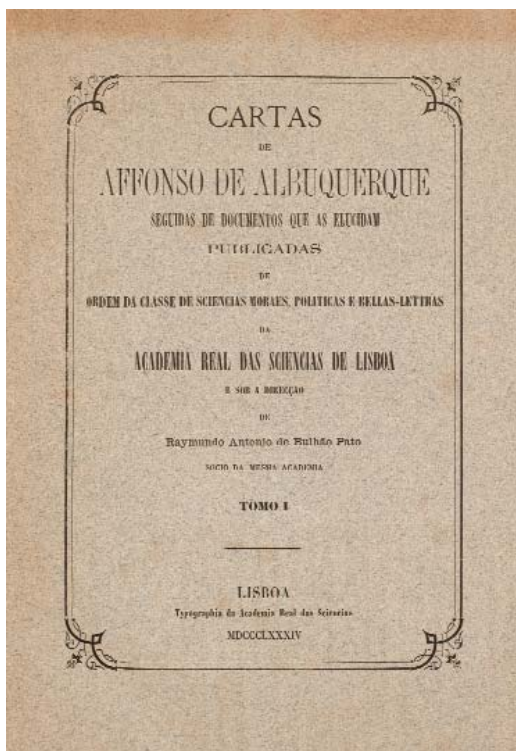 CARTAS
DE
AFFONSO DE ALBUQUERQUE
SEGUIDAS DE DOCUMENTOS QUE AS ELUCIDAM
PUBLICADAS
DE
ORDEM DA CLASSE DE SCIENCIAS MORAES, POLITICAS E BELLAS-LETTRAS
DA
ACADEMIA REAL DAS SCIENCIAS DE LISBOA
E SOB A DIRECÇÃO
DE
Raymundo Antonio de Bulhão Pato
SOCIO DA MESMA ACADEMIA
TOMO I
LISBOA
Typographia da Academia Real das Sciencias
MDCCCLXXXIV